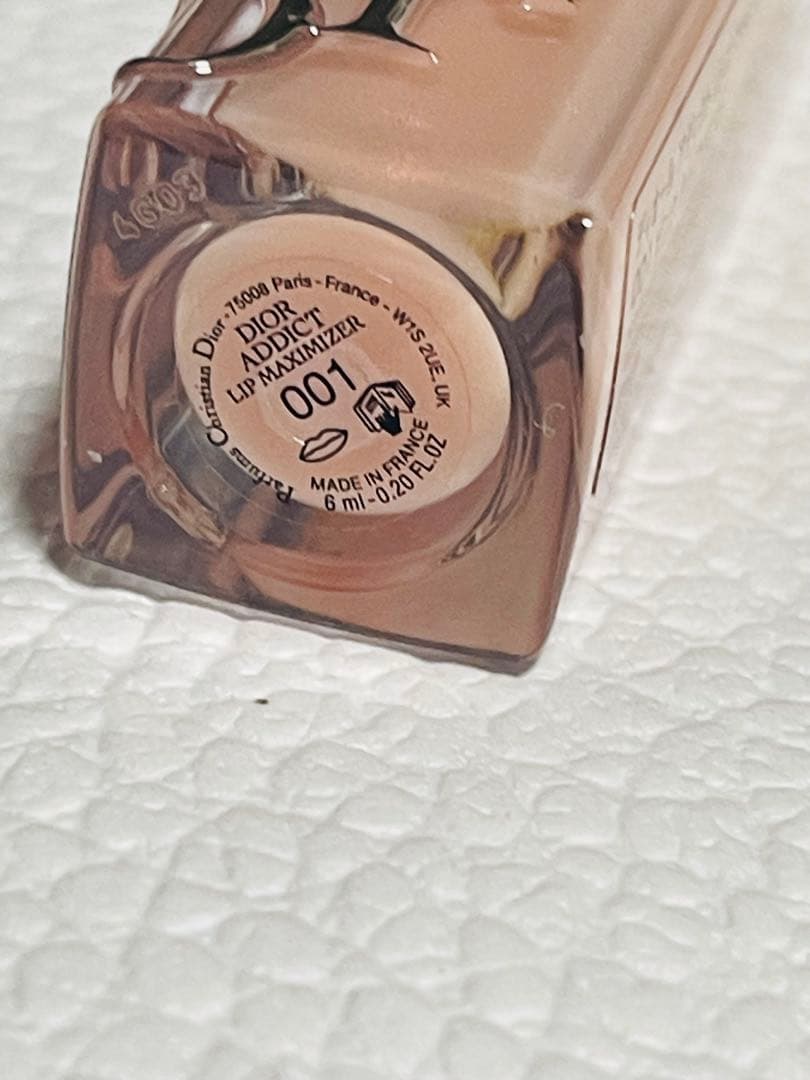 Parfums Christian Dior - 75008 Paris - France - W1S 2UE. UK
DIOR
ADDICT
LIP MAXIMIZER
001
MADE IN FRANCE
6 ml - 0.20 FL.OZ